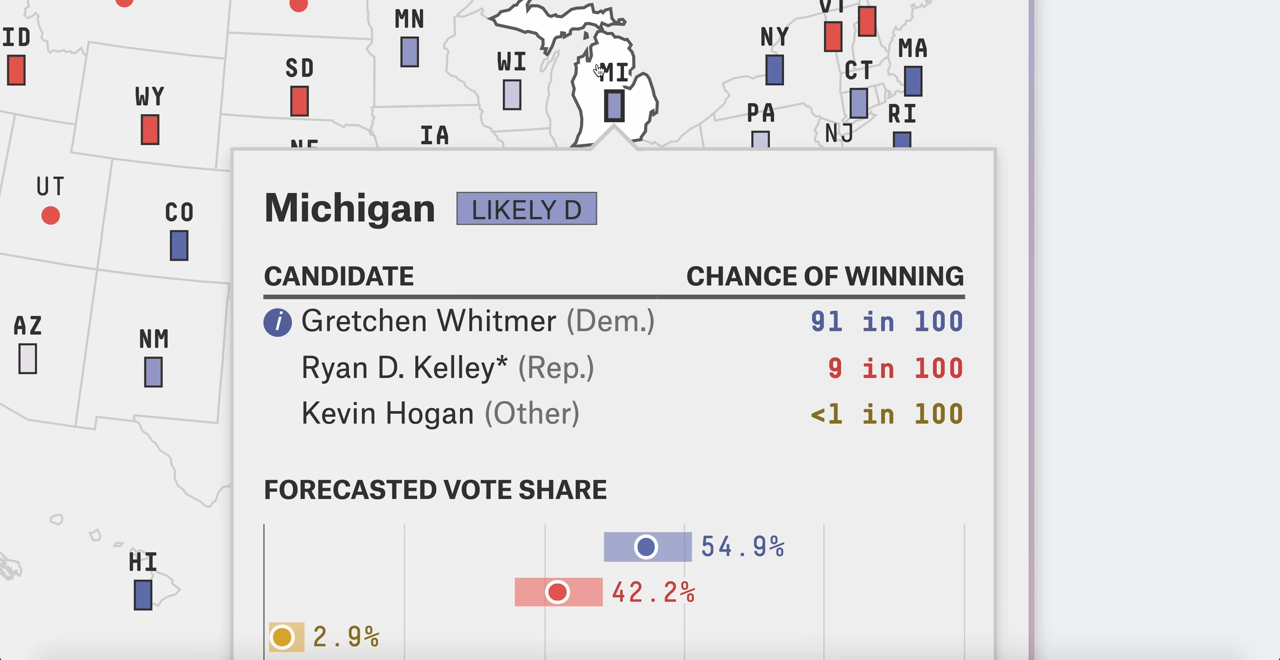 VT
MN
ID
NY
MA
WI
SD
MI
CT
WY
PA
RI
NJ
IA
NE
UT
CO
Michigan LIKELY D
CANDIDATE CHANCE OF WINNING
i Gretchen Whitmer (Dem.) 91 in 100
Ryan D. Kelley* (Rep.) 9 in 100
Kevin Hogan (Other) <1 in 100
AZ
NM
FORECASTED VOTE SHARE
54.9%
HI
42.2%
2.9%